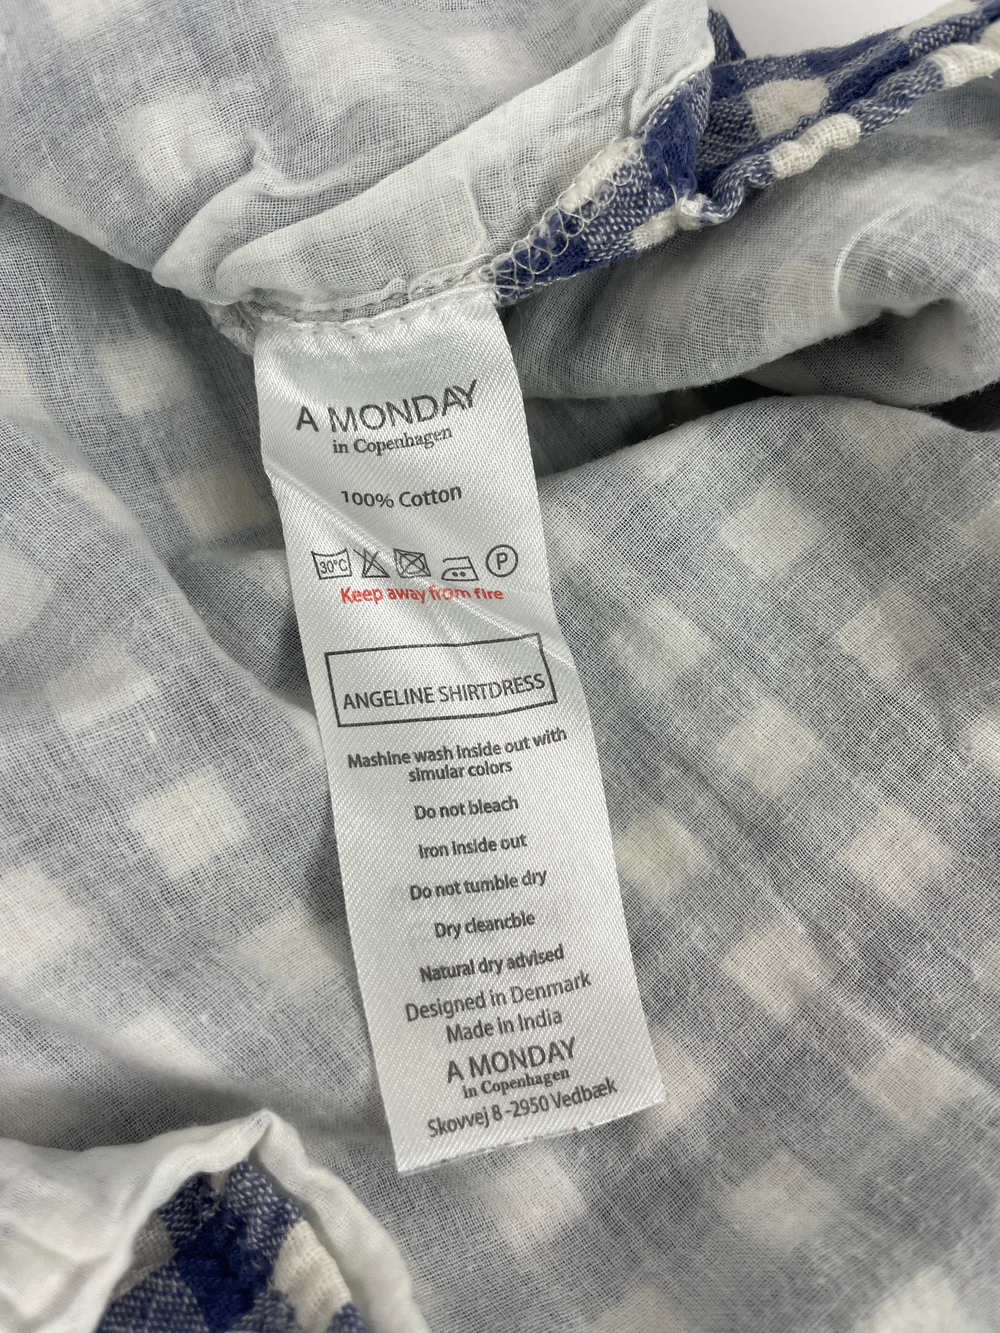 A MONDAY
in Copenhagen
100% Cotton
30°C P
Keep away from fire
ANGELINE SHIRTDRESS
Mashine wash inside out with
simular colors
Do not bleach
Iron inside out
Do not tumble dry
Dry cleancble
Natural dry advised
Designed in Denmark
Made in India
A MONDAY
in Copenhagen
Skovvej 8 -2950 Vedbæk